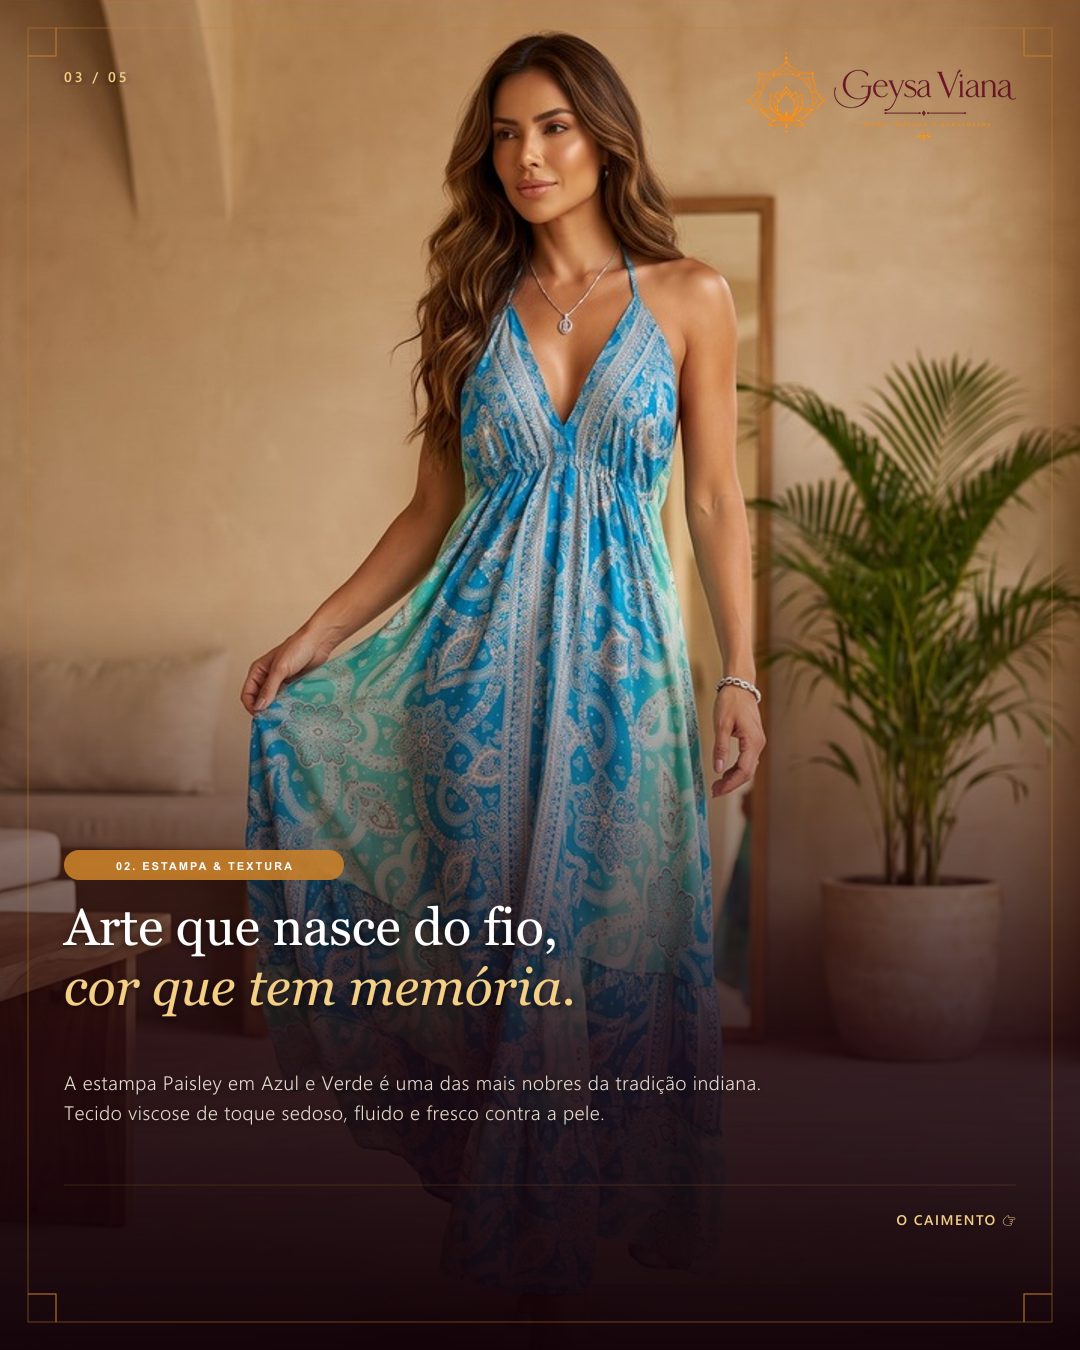 03 / 05
Geysa Viana
02. ESTAMPA & TEXTURA
Arte que nasce do fio,
cor que tem memória.
A estampa Paisley em Azul e Verde é uma das mais nobres da tradição indiana.
Tecido viscose de toque sedoso, fluido e fresco contra a pele.
O CAIMENTO 👉